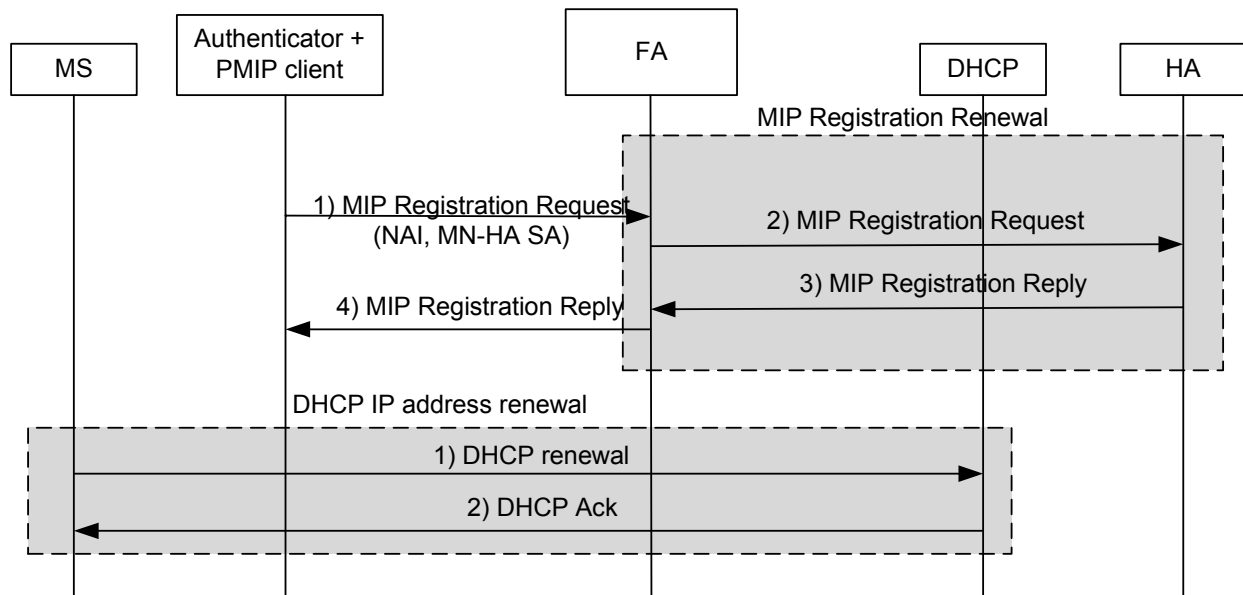 MS
Authenticator +
PMIP client
FA
DHCP
HA
MIP Registration Renewal
1) MIP Registration Request
(NAI, MN-HA SA)
2) MIP Registration Request
3) MIP Registration Reply
4) MIP Registration Reply
DHCP IP address renewal
1) DHCP renewal
2) DHCP Ack